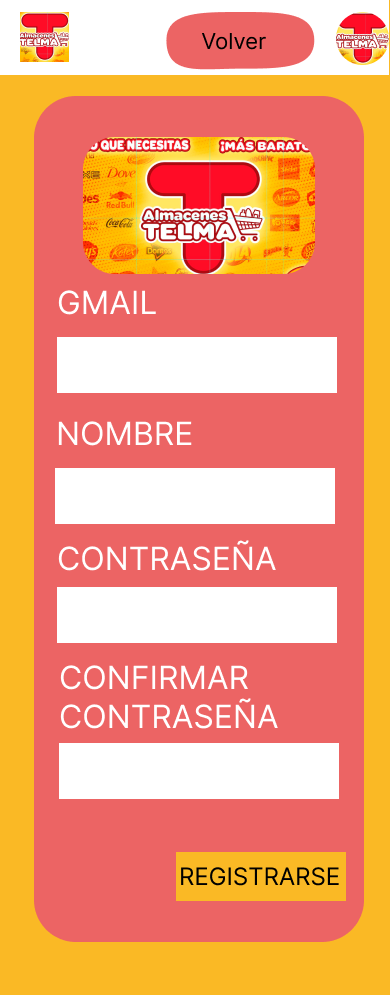 Almacenes
TELMA
Volver
Almacenes
TELMA
O QUE NECESITAS
¡MÁS BARATO
Dove
Red Bull
Coca-Cola
Doritos
Almacenes
TELMA
GMAIL
NOMBRE
CONTRASEÑA
CONFIRMAR
CONTRASEÑA
REGISTRARSE